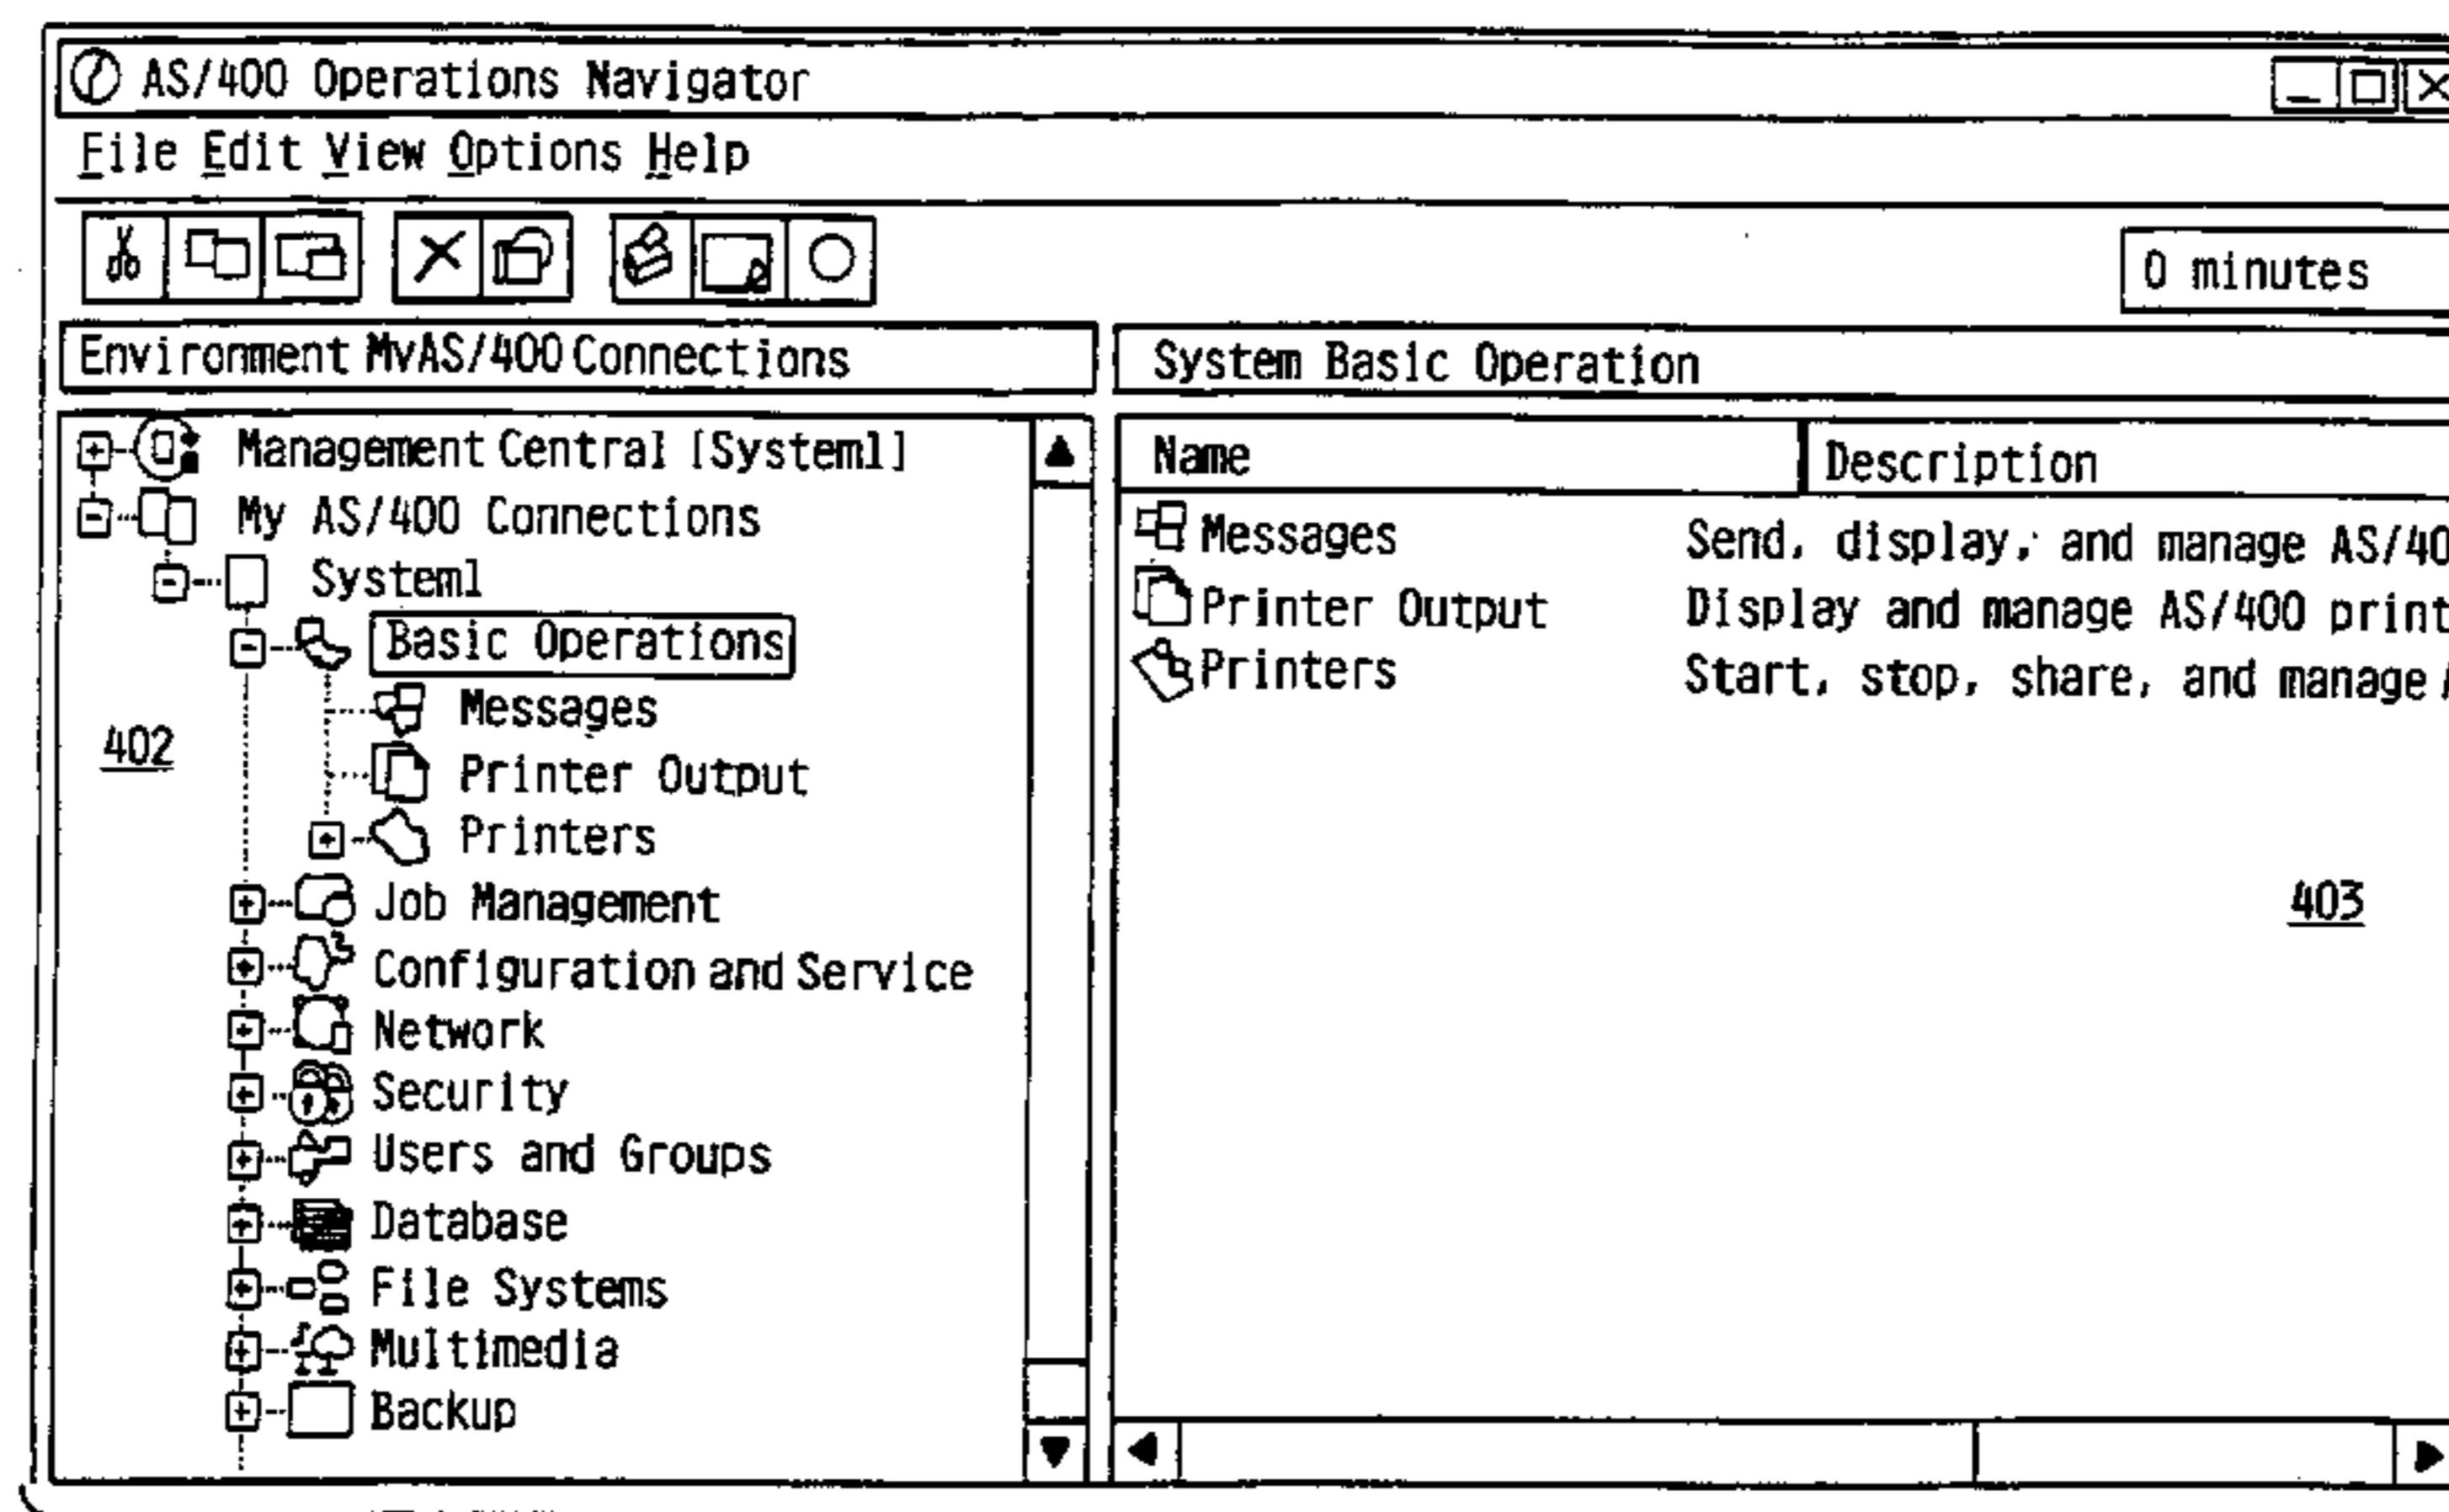 AS/400 Operations Navigator
File Edit View Options Help
0 minutes
Environment MyAS/400 Connections
System Basic Operation
Management Central [System1]
My AS/400 Connections
System1
Basic Operations
Messages
Printer Output
Printers
Job Management
Configuration and Service
Network
Security
Users and Groups
Database
File Systems
Multimedia
Backup
402
Name Description
Messages Send, display, and manage AS/40
Printer Output Display and manage AS/400 print
Printers Start, stop, share, and manage
403